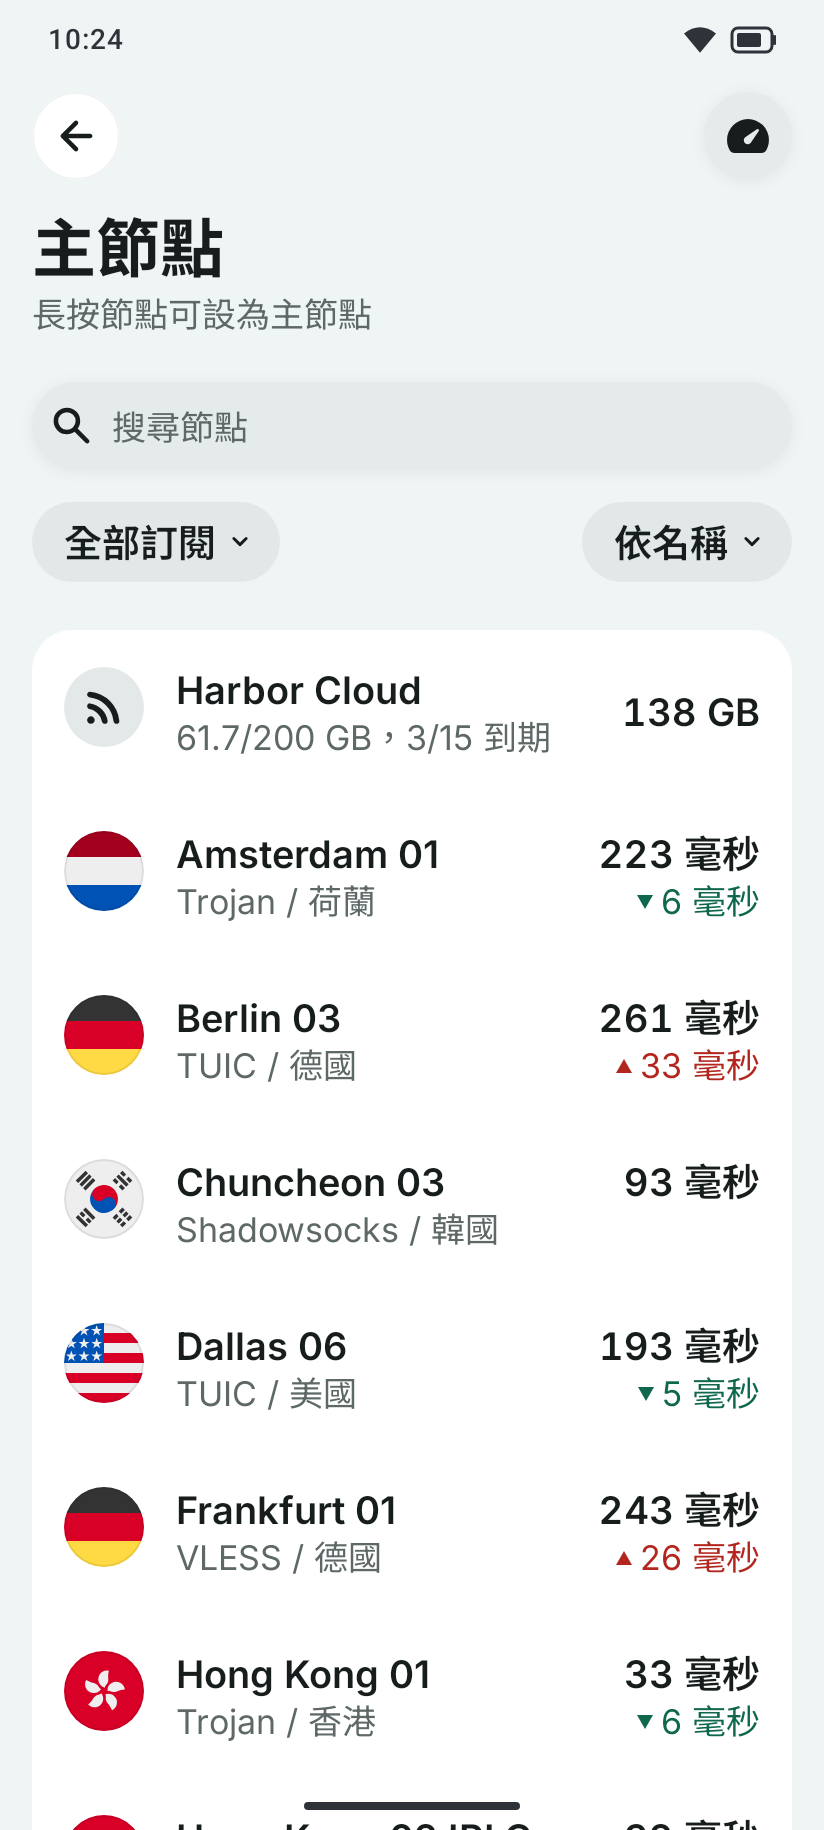 10:24
主節點
長按節點可設為主節點
搜尋節點
全部訂閱
依名稱
Harbor Cloud
61.7/200 GB，3/15 到期
138 GB
Amsterdam 01
Trojan / 荷蘭
223 毫秒
6 毫秒
Berlin 03
TUIC / 德國
261 毫秒
33 毫秒
Chuncheon 03
Shadowsocks / 韓國
93 毫秒
Dallas 06
TUIC / 美國
193 毫秒
5 毫秒
Frankfurt 01
VLESS / 德國
243 毫秒
26 毫秒
Hong Kong 01
Trojan / 香港
33 毫秒
6 毫秒